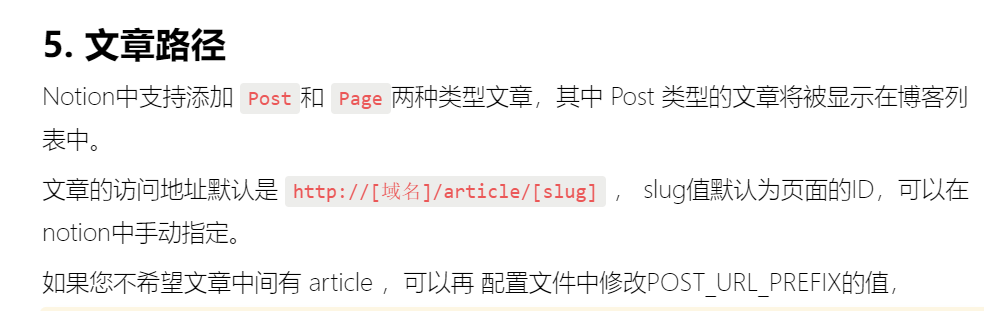 5. 文章路径
Notion中支持添加 Post 和 Page 两种类型文章，其中 Post 类型的文章将被显示在博客列
表中。
文章的访问地址默认是 http://[域名]/article/[slug] ， slug值默认为页面的ID，可以在
notion中手动指定。
如果您不希望文章中间有 article ，可以再 配置文件中修改POST_URL_PREFIX的值，